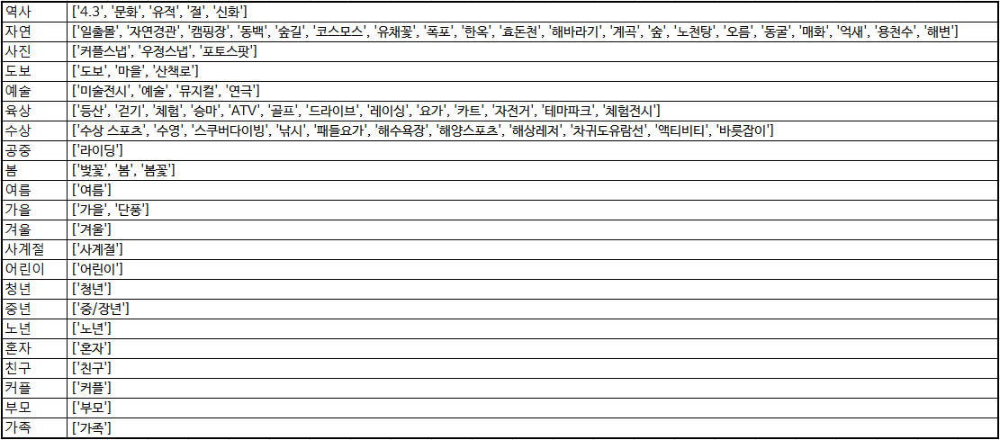 역사 ['4.3', '문화', '유적', '절', '신화']
자연 ['일출몰', '자연경관', '캠핑장', '동백', '숲길', '코스모스', '유채꽃', '폭포', '한옥', '효돈천', '해바라기', '계곡', '숲', '노천탕', '오름', '동굴', '매화', '억새', '용천수', '해변']
사진 ['커플스냅', '우정스냅', '포토스팟']
도보 ['도보', '마을', '산책로']
예술 ['미술전시', '예술', '뮤지컬', '연극']
육상 ['등산', '걷기', '체험', '승마', 'ATV', '골프', '드라이브', '레이싱', '요가', '카트', '자전거', '테마파크', '체험전시']
수상 ['수상 스포츠', '수영', '스쿠버다이빙', '낚시', '패들요가', '해수욕장', '해양스포츠', '해상레저', '차귀도유람선', '액티비티', '바릇잡이']
공중 ['라이딩']
봄 ['벚꽃', '봄', '봄꽃']
여름 ['여름']
가을 ['가을', '단풍']
겨울 ['겨울']
사계절 ['사계절']
어린이 ['어린이']
청년 ['청년']
중년 ['중/장년']
노년 ['노년']
혼자 ['혼자']
친구 ['친구']
커플 ['커플']
부모 ['부모']
가족 ['가족']